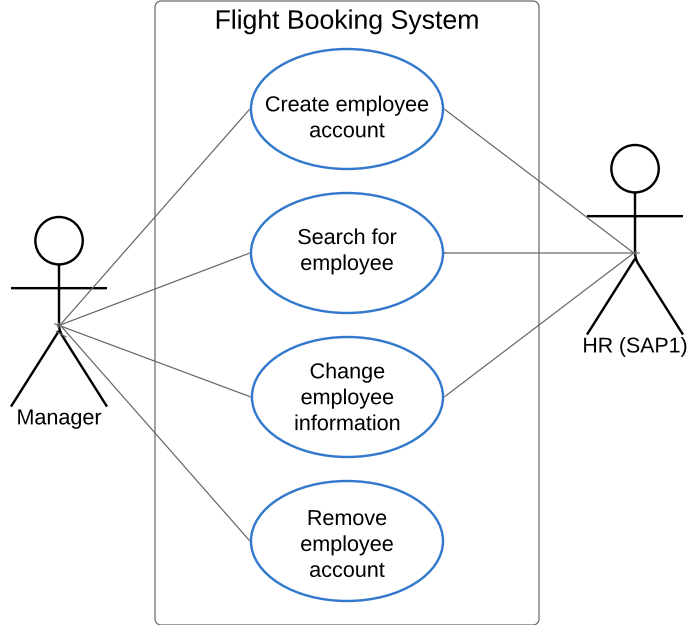 Flight Booking System
Create employee
account
Search for
employee
Change
employee
information
Remove
employee
account
Manager
HR (SAP1)